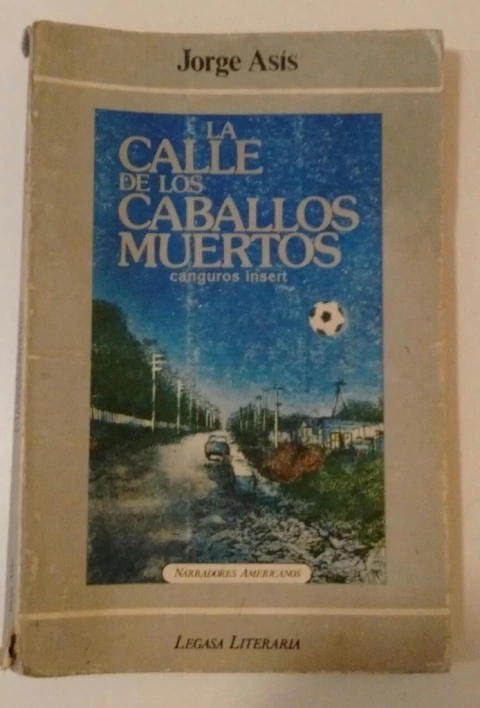 Jorge Asís
LA
CALLE
DE LOS
CABALLOS
MUERTOS
canguros insert
NARRADORES AMERICANOS
LEGASA LITERARIA